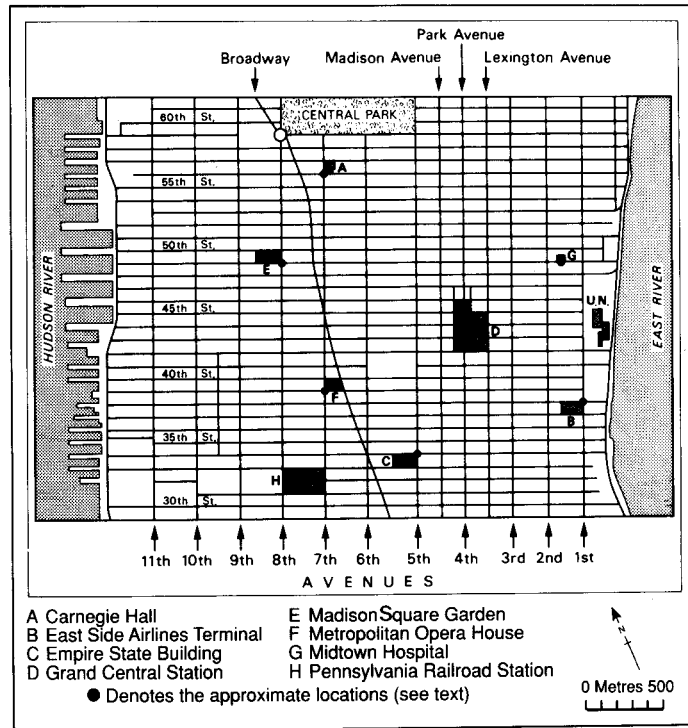 Park Avenue
Broadway Madison Avenue Lexington Avenue
60th St. CENTRAL PARK
A
55th St.
50th St.
G
E
U.N.
45th St.
D
HUDSON RIVER
EAST RIVER
40th St.
F
B
35th St.
C
H
30th St.
11th 10th 9th 8th 7th 6th 5th 4th 3rd 2nd 1st
AVENUES
A Carnegie Hall
B East Side Airlines Terminal
C Empire State Building
D Grand Central Station
E Madison Square Garden
F Metropolitan Opera House
G Midtown Hospital
H Pennsylvania Railroad Station
● Denotes the approximate locations (see text)
N
0 Metres 500